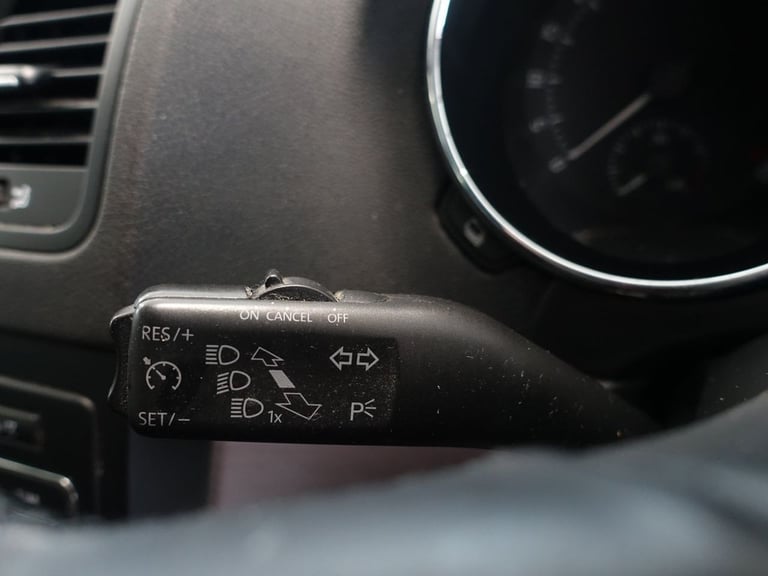 ON CANCEL OFF
RES/+
SET/-
1x
P